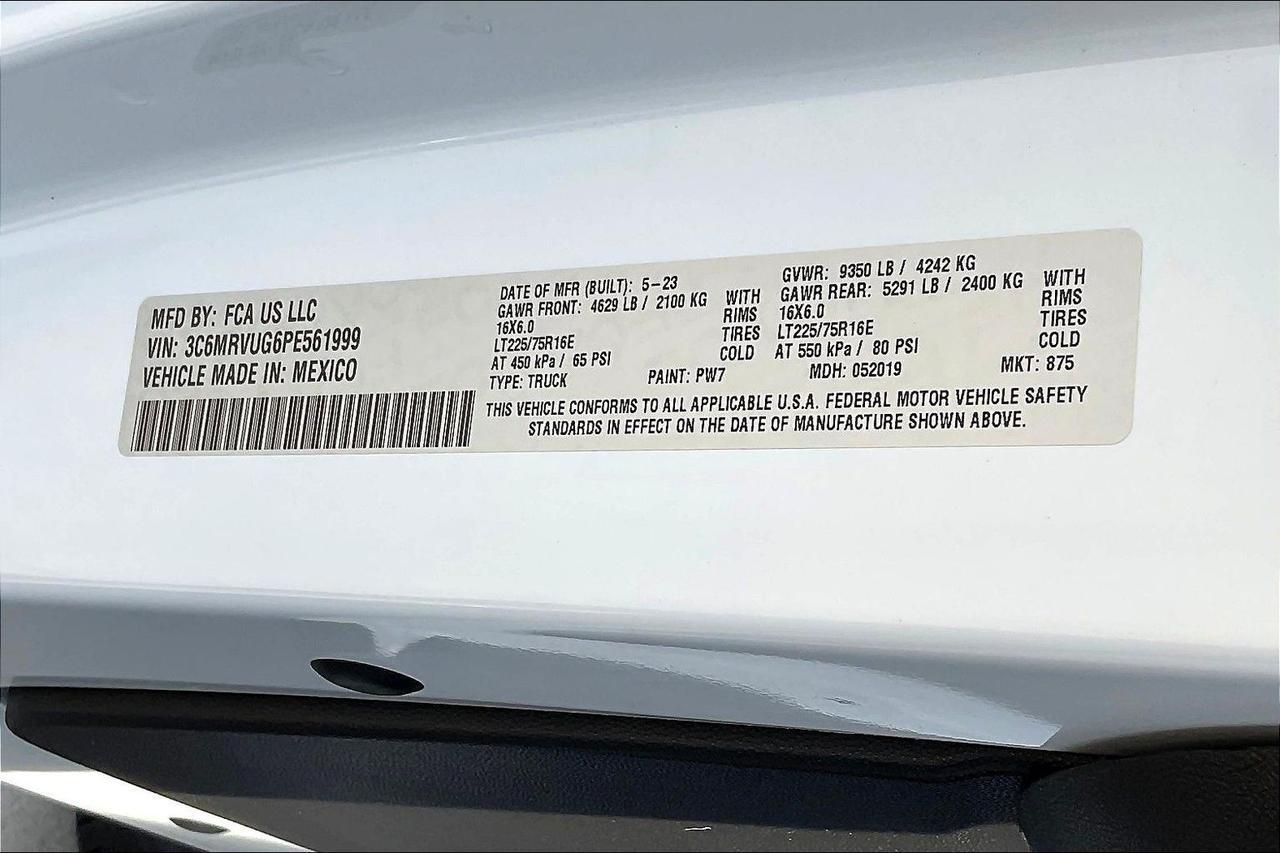 MFD BY: FCA US LLC
VIN: 3C6MRVUG6PE561999
VEHICLE MADE IN: MEXICO
DATE OF MFR (BUILT): 5-23
GAWR FRONT: 4629 LB / 2100 KG WITH
16X6.0 RIMS
LT225/75R16E TIRES
AT 450 kPa / 65 PSI COLD
GVWR: 9350 LB / 4242 KG
GAWR REAR: 5291 LB / 2400 KG WITH
16X6.0 RIMS
LT225/75R16E TIRES
AT 550 kPa / 80 PSI COLD
TYPE: TRUCK PAINT: PW7 MDH: 052019 MKT: 875
THIS VEHICLE CONFORMS TO ALL APPLICABLE U.S.A. FEDERAL MOTOR VEHICLE SAFETY
STANDARDS IN EFFECT ON THE DATE OF MANUFACTURE SHOWN ABOVE.